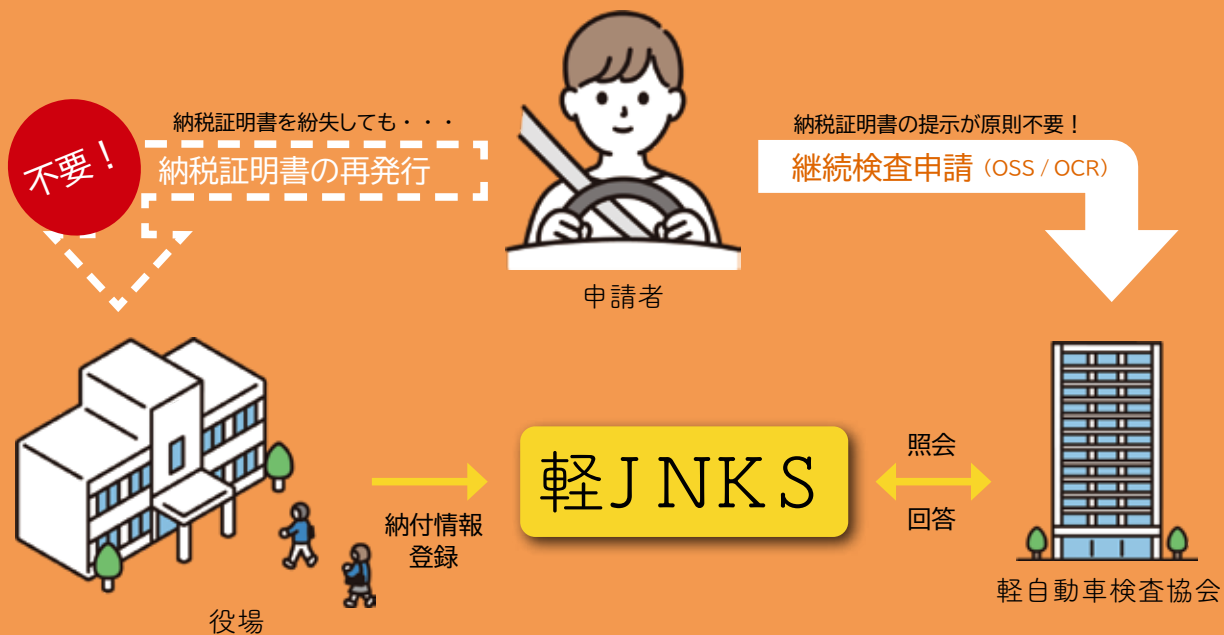 納税証明書を紛失しても・・・
不要！
納税証明書の再発行
申請者
納税証明書の提示が原則不要！
継続検査申請（OSS / OCR）
役場
納付情報
登録
軽JNKS
照会
回答
軽自動車検査協会